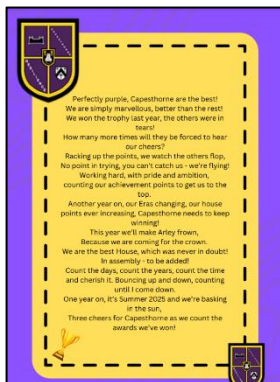 Perfectly purple, Capesthorne are the best!
We are simply marvellous, better than the rest!
We won the trophy last year, the others were in
tears!
How many more times will they be forced to hear
our cheers?
Racking up the points, we watch the others flop,
No point in trying, you can't catch us - we're flying!
Working hard, with pride and ambition,
counting our achievement points to get us to the
top.
Another year on, our Eras changing, our house
points ever increasing, Capesthorne needs to keep
winning!
This year we'll make Arley frown,
Because we are coming for the crown.
We are the best House, which was never in doubt!
In assembly - to be added!
Count the days, count the years, count the time
and cherish it. Bouncing up and down, counting
until I come down.
One year on, it's Summer 2025 and we're basking
in the sun,
Three cheers for Capesthorne as we count the
awards we've won!